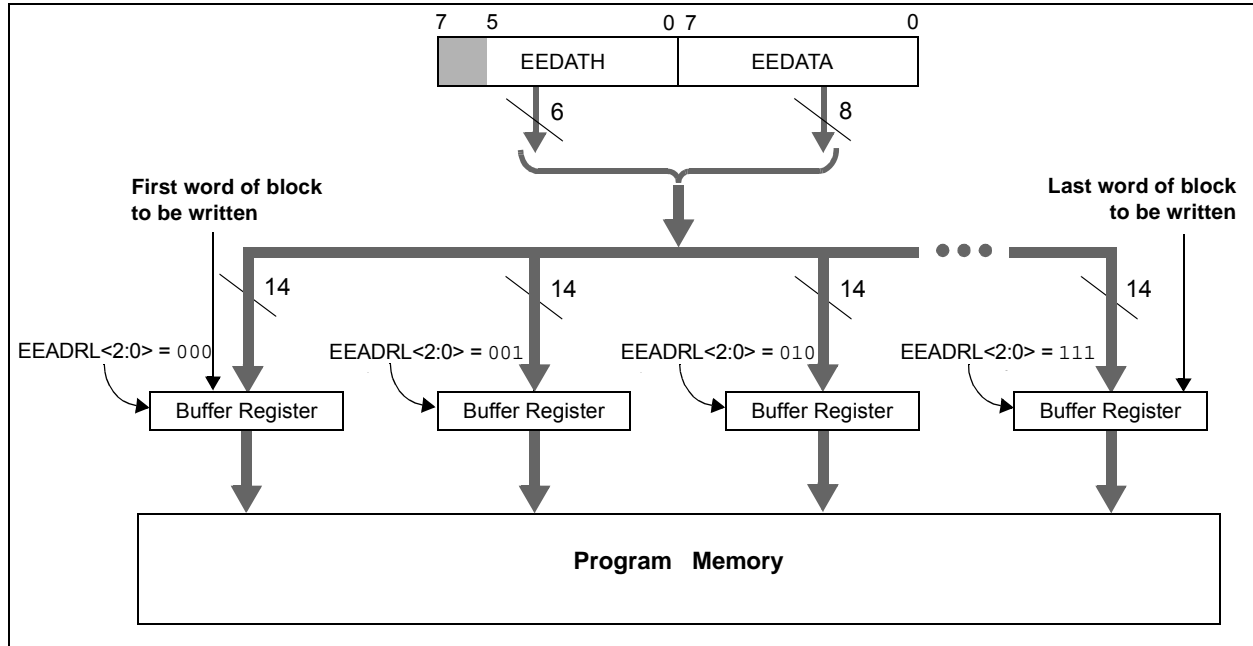 7 5 0 7 0
EEDATH EEDATA
6 8
First word of block
to be written
Last word of block
to be written
14 14 14 14
EEADRL<2:0> = 000 EEADRL<2:0> = 001 EEADRL<2:0> = 010 EEADRL<2:0> = 111
Buffer Register Buffer Register Buffer Register Buffer Register
Program Memory